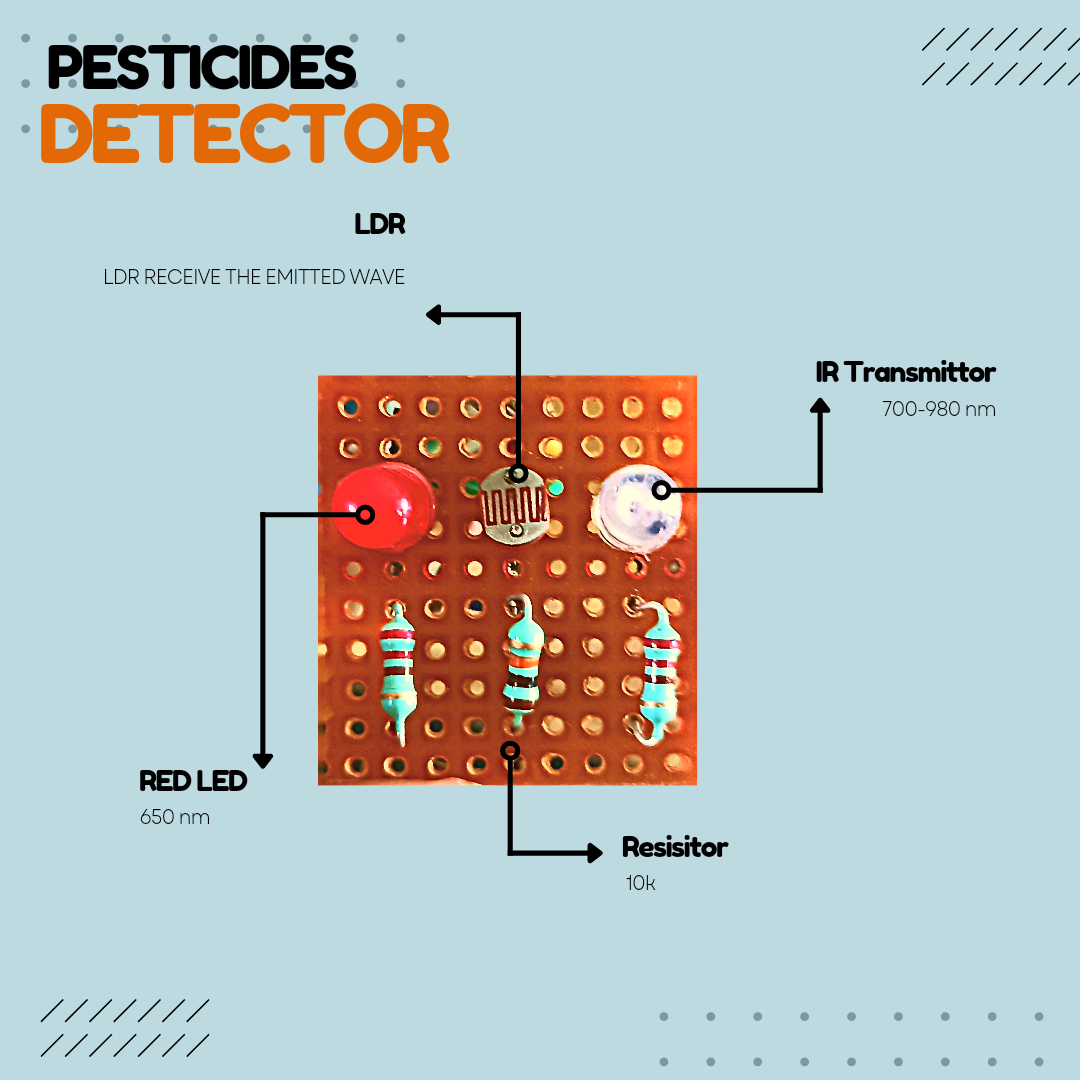 PESTICIDES
DETECTOR
LDR
LDR RECEIVE THE EMITTED WAVE
IR Transmittor
700-980 nm
RED LED
650 nm
Resisitor
10k